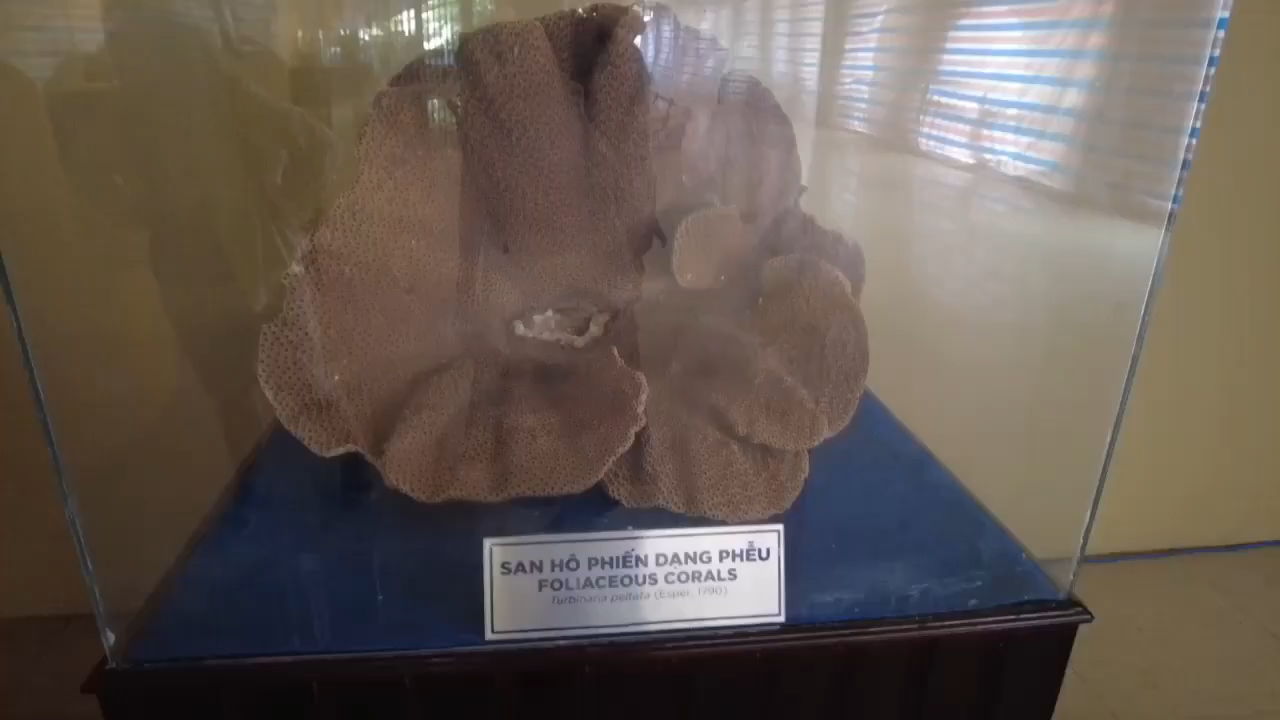 SAN HÔ PHIẾN DẠNG PHỄU
FOLIACEOUS CORALS
Turbinaria peltata (Esper, 1790)